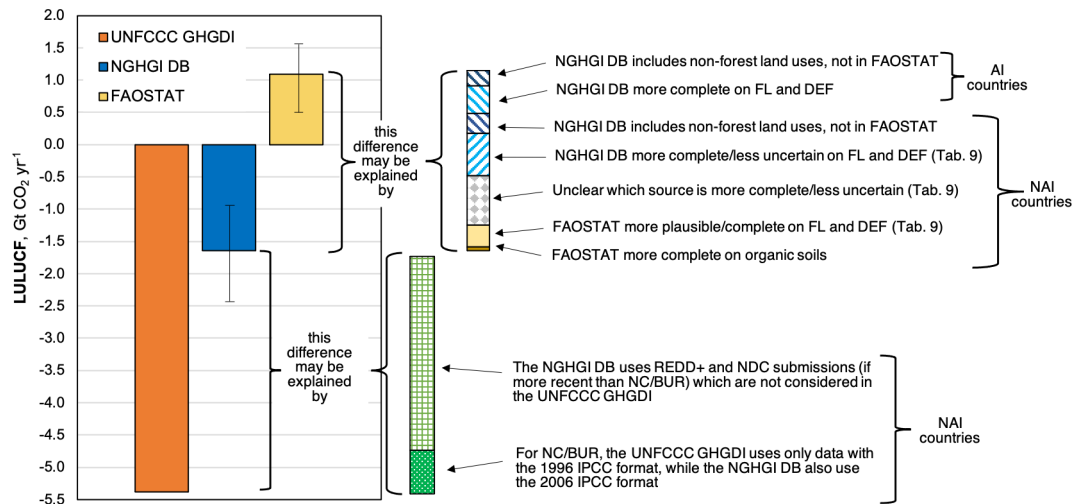 2.0
1.5
1.0
0.5
0.0
-0.5
-1.0
-1.5
-2.0
-2.5
-3.0
-3.5
-4.0
-4.5
-5.0
-5.5
LULUCF, Gt CO2 yr-1
UNFCCC GHGDI
NGHGI DB
FAOSTAT
this
difference
may be
explained
by
NGHGI DB includes non-forest land uses, not in FAOSTAT
NGHGI DB more complete on FL and DEF
AI
countries
NGHGI DB includes non-forest land uses, not in FAOSTAT
NGHGI DB more complete/less uncertain on FL and DEF (Tab. 9)
Unclear which source is more complete/less uncertain (Tab. 9)
FAOSTAT more plausible/complete on FL and DEF (Tab. 9)
FAOSTAT more complete on organic soils
NAI
countries
this
difference
may be
explained
by
The NGHGI DB uses REDD+ and NDC submissions (if
more recent than NC/BUR) which are not considered in
the UNFCCC GHGDI
For NC/BUR, the UNFCCC GHGDI uses only data with
the 1996 IPCC format, while the NGHGI DB also use
the 2006 IPCC format
NAI
countries